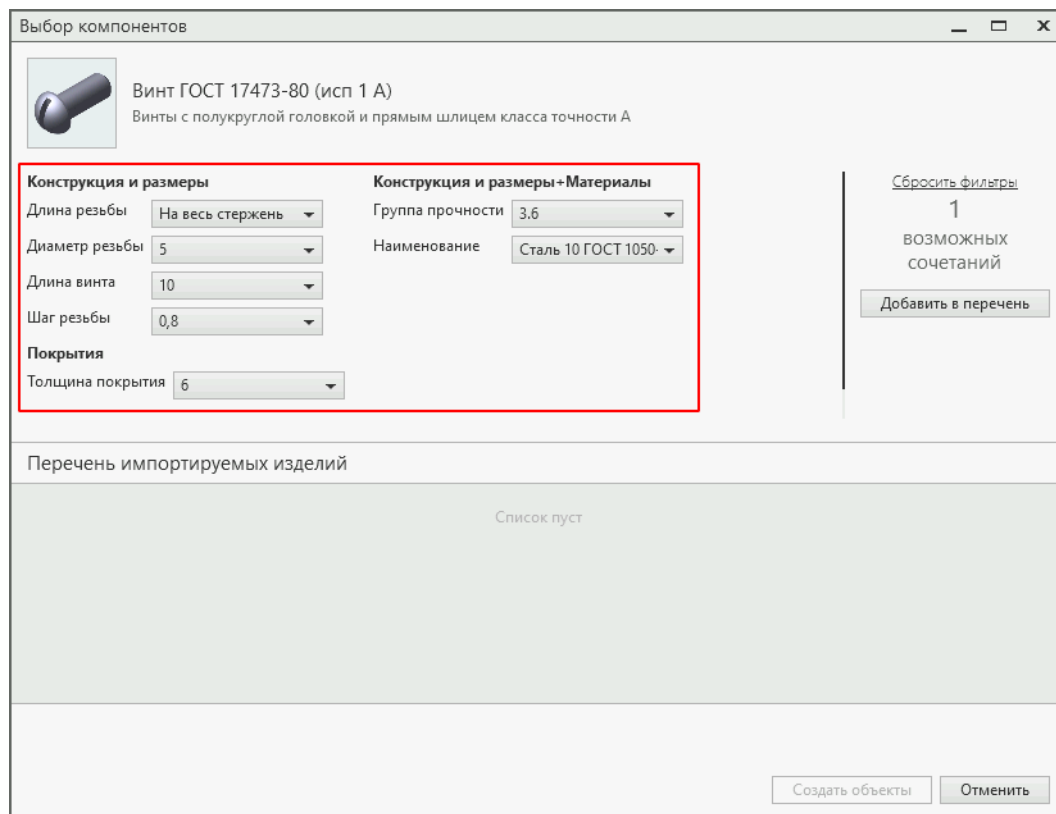 Выбор компонентов
Винт ГОСТ 17473-80 (исп 1 А)
Винты с полукруглой головкой и прямым шлицем класса точности А
Конструкция и размеры
Длина резьбы На весь стержень
Диаметр резьбы 5
Длина винта 10
Шаг резьбы 0,8
Покрытия
Толщина покрытия 6
Конструкция и размеры+Материалы
Группа прочности 3.6
Наименование Сталь 10 ГОСТ 1050-
Сбросить фильтры
1
возможных
сочетаний
Добавить в перечень
Перечень импортируемых изделий
Список пуст
Создать объекты Отменить